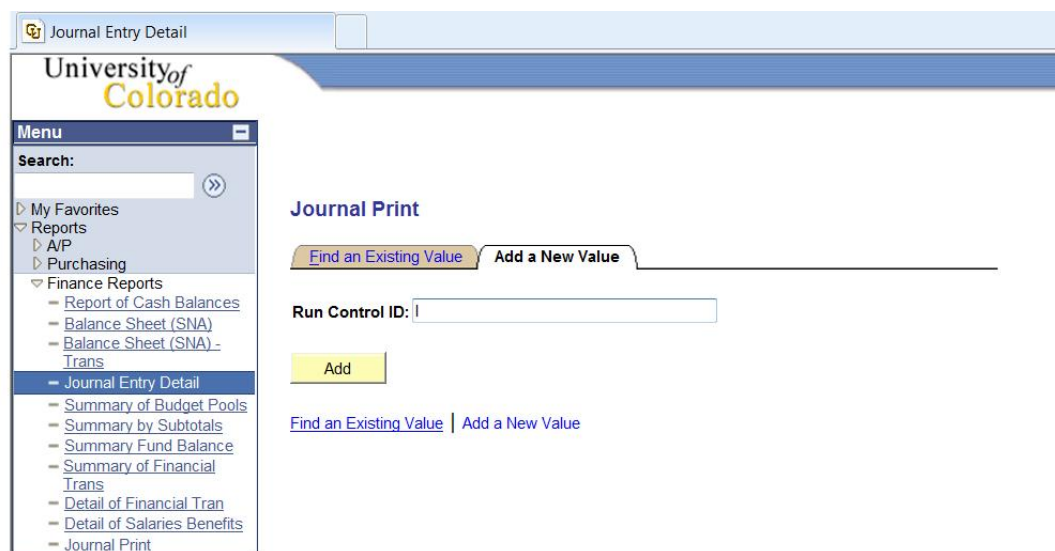 Journal Entry Detail
University of
Colorado
Menu
Search:
My Favorites
Reports
A/P
Purchasing
Finance Reports
Report of Cash Balances
Balance Sheet (SNA)
Balance Sheet (SNA) -
Trans
Journal Entry Detail
Summary of Budget Pools
Summary by Subtotals
Summary Fund Balance
Summary of Financial
Trans
Detail of Financial Tran
Detail of Salaries Benefits
Journal Print
Journal Print
Find an Existing Value Add a New Value
Run Control ID:
Add
Find an Existing Value | Add a New Value